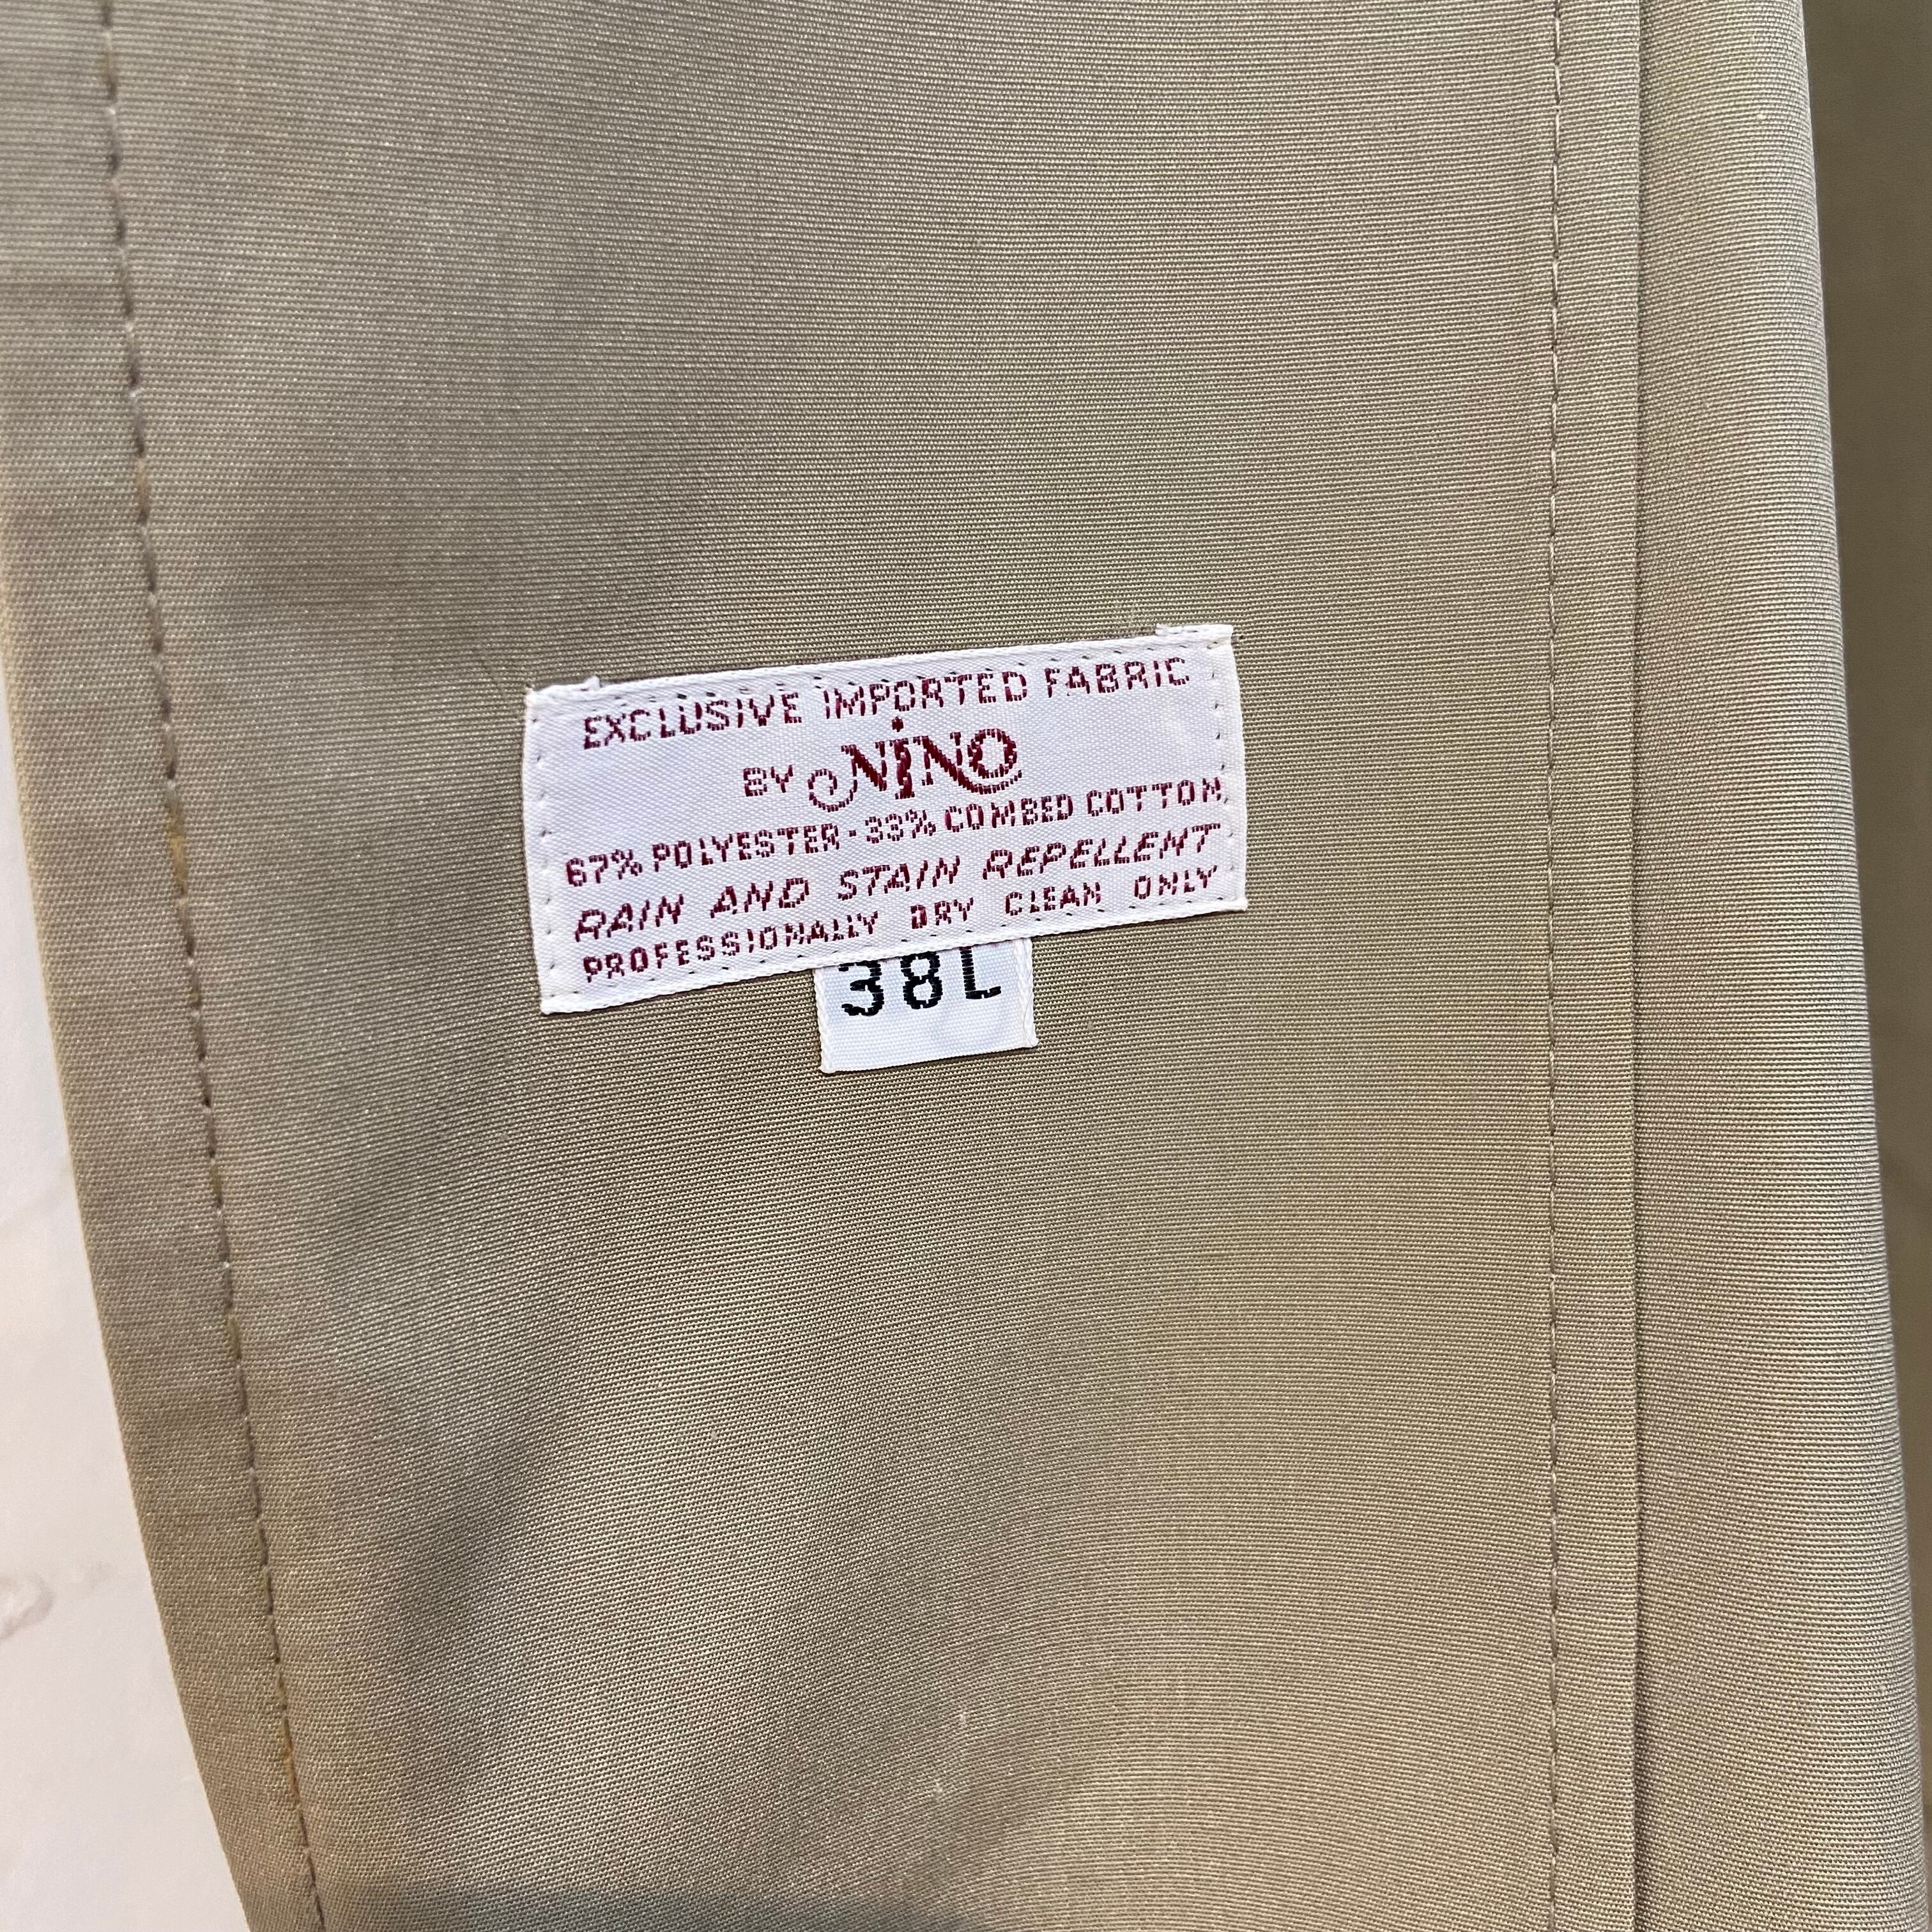 EXCLUSIVE IMPORTED FABRIC
BY NiNO
67% POLYESTER · 33% COMBED COTTON
RAIN AND STAIN REPELLENT
PROFESSIONALLY DRY CLEAN ONLY
38L